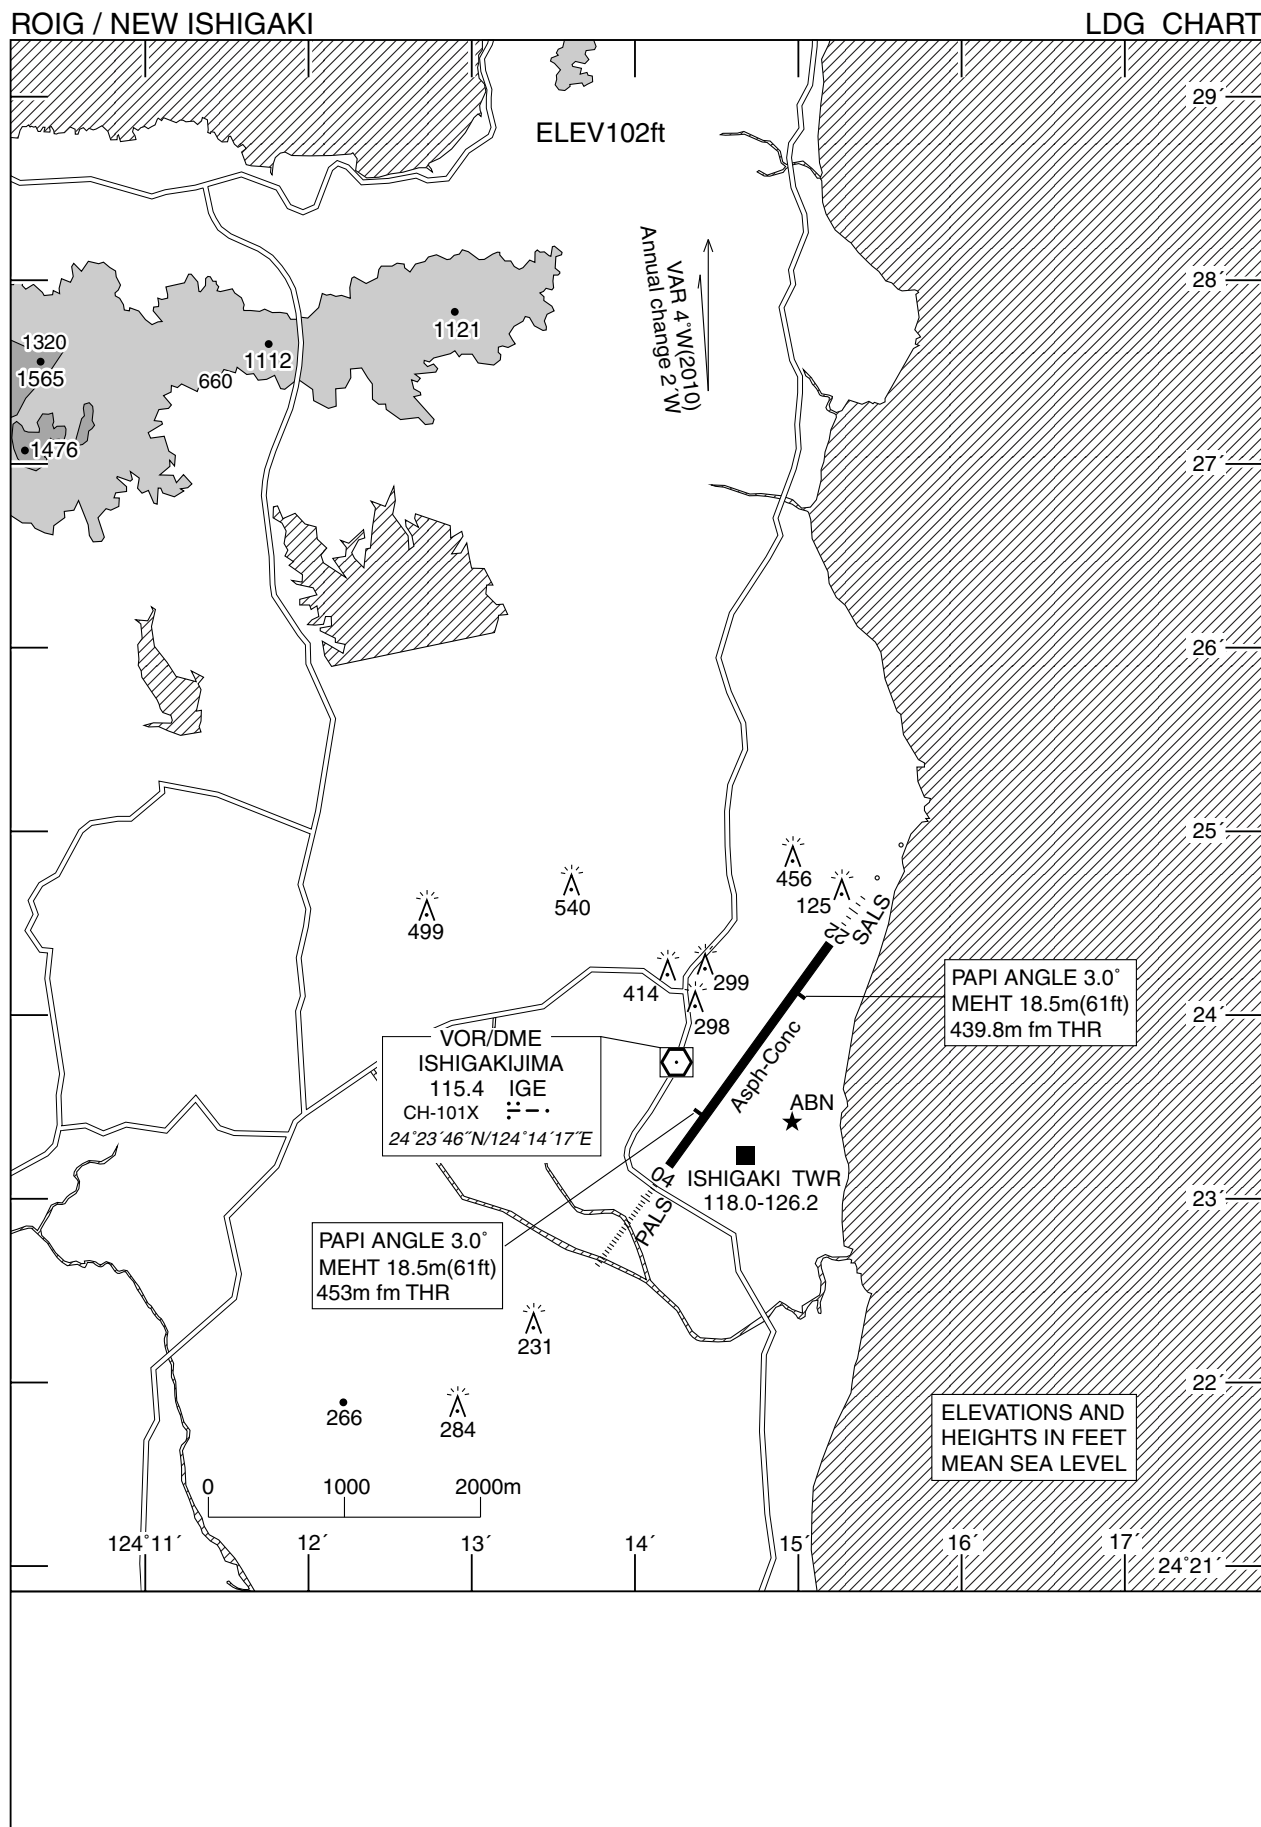 ROIG / NEW ISHIGAKI
LDG CHART
29´
ELEV102ft
VAR 4°W(2010)
Annual change 2´W
28´
1320
1565
1112
1121
660
1476
27´
26´
25´
456
125
SALS
22
540
499
414
299
298
PAPI ANGLE 3.0°
MEHT 18.5m(61ft)
439.8m fm THR
24´
VOR/DME
ISHIGAKIJIMA
115.4 IGE
CH-101X
24°23´46˝N/124°14´17˝E
Asph-Conc
ABN
ISHIGAKI TWR
118.0-126.2
04
PALS
23´
PAPI ANGLE 3.0°
MEHT 18.5m(61ft)
453m fm THR
231
22´
266
284
ELEVATIONS AND
HEIGHTS IN FEET
MEAN SEA LEVEL
0 1000 2000m
124°11´ 12´ 13´ 14´ 15´ 16´ 17´
24°21´